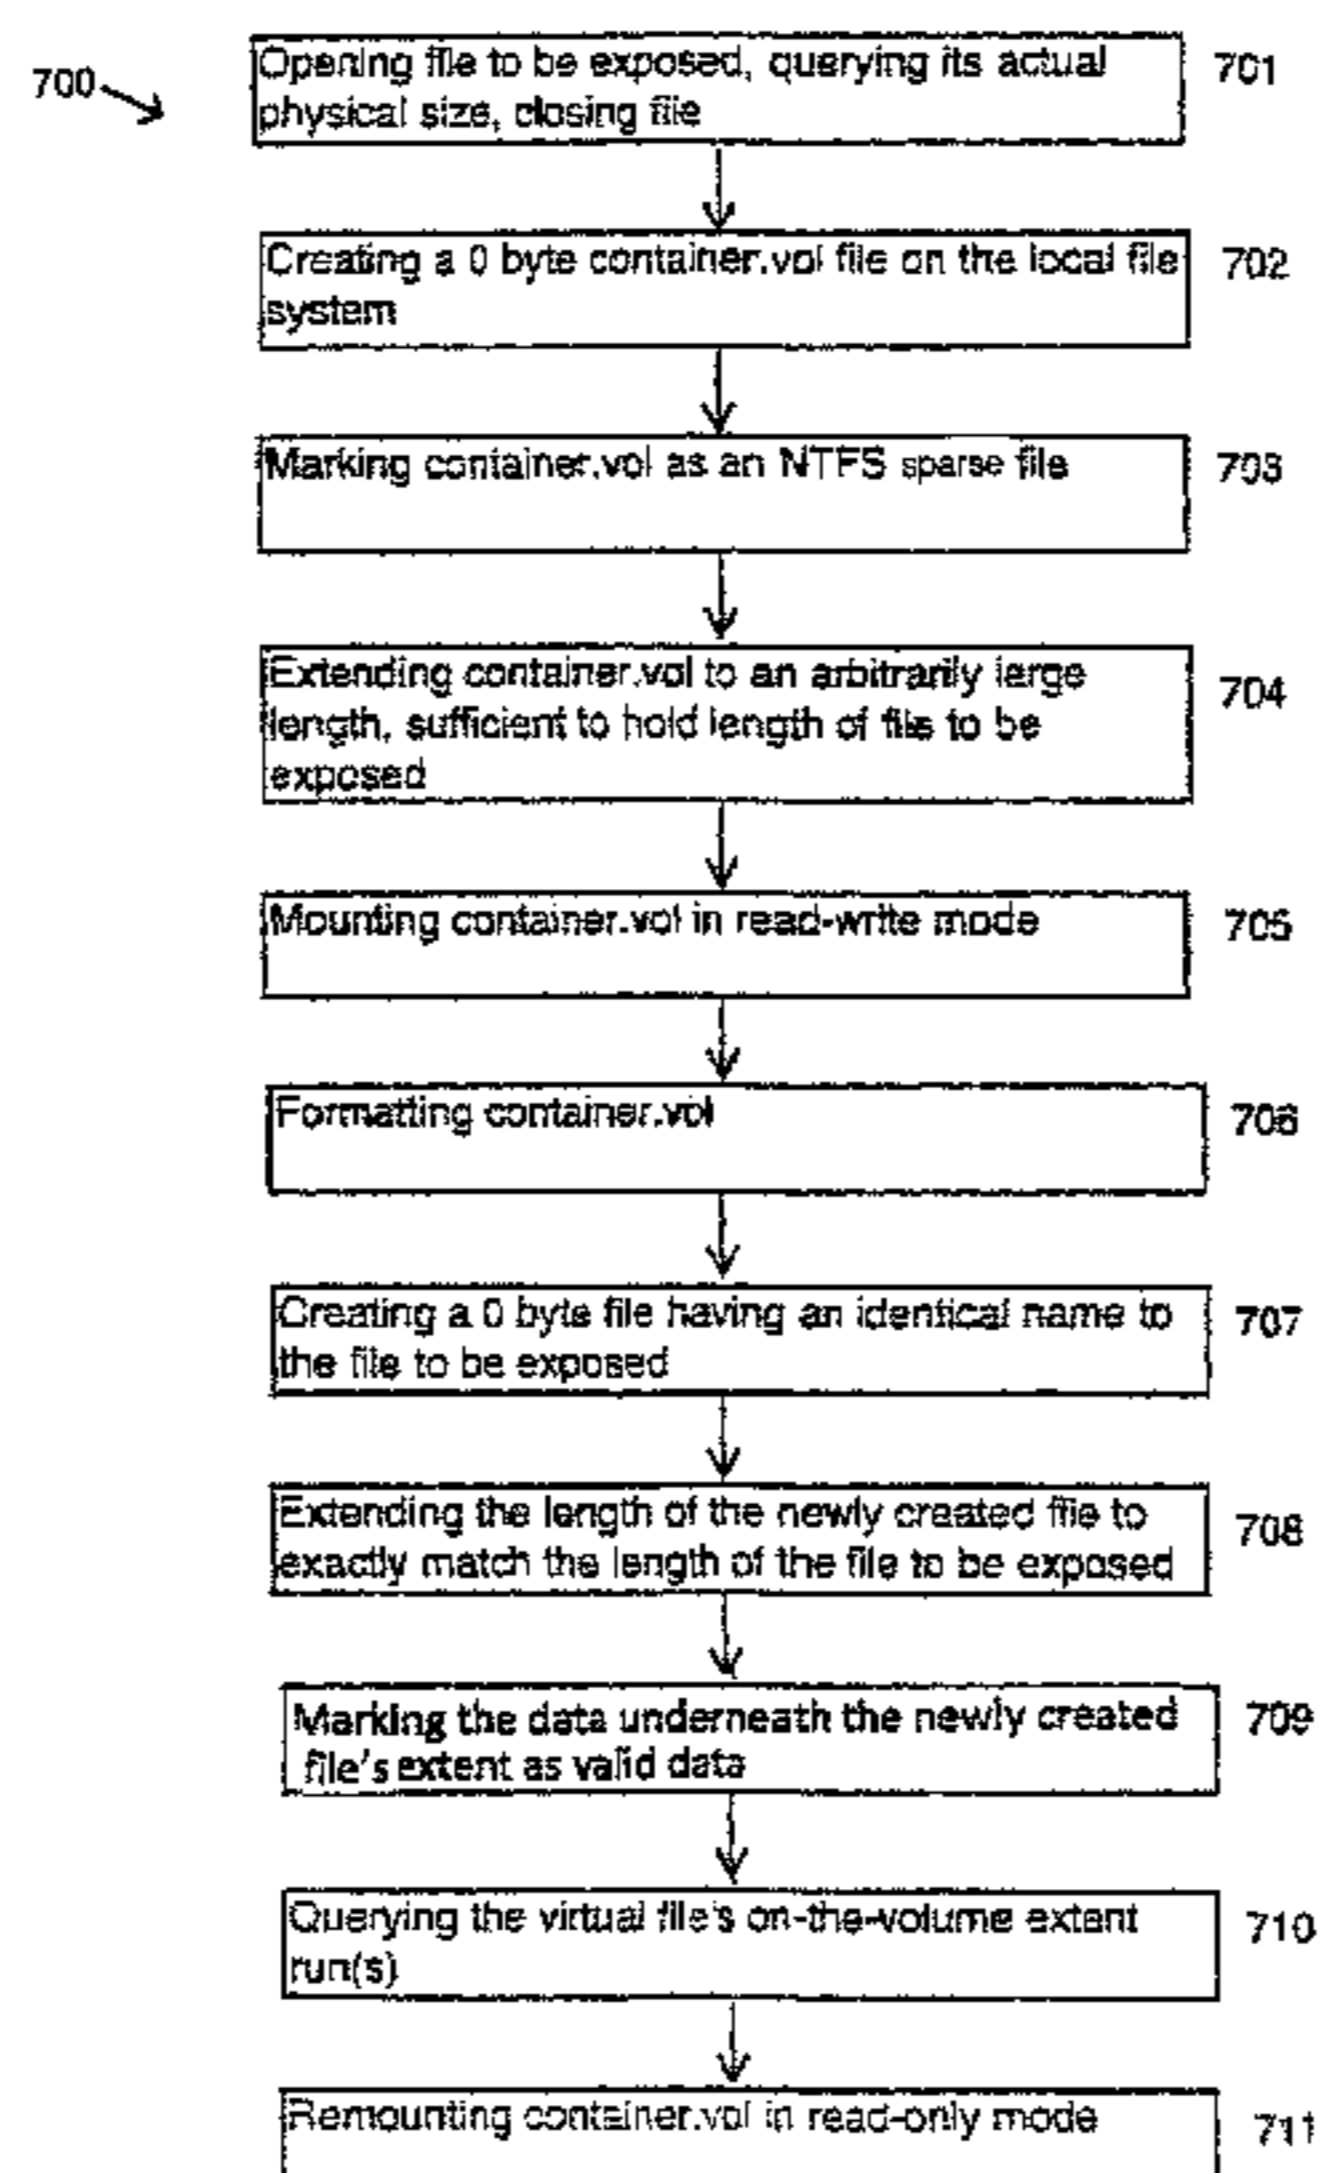 700
Opening file to be exposed, querying its actual
physical size, closing file
701
Creating a 0 byte container.vol file on the local file
system
702
Marking container.vol as an NTFS sparse file
703
Extending container.vol to an arbitrarily large
length, sufficient to hold length of file to be
exposed
704
Mounting container.vol in read-write mode
705
Formatting container.vol
706
Creating a 0 byte file having an identical name to
the file to be exposed
707
Extending the length of the newly created file to
exactly match the length of the file to be exposed
708
Marking the data underneath the newly created
file's extent as valid data
709
Querying the virtual file's on-the-volume extent
run(s)
710
Remounting container.vol in read-only mode
711